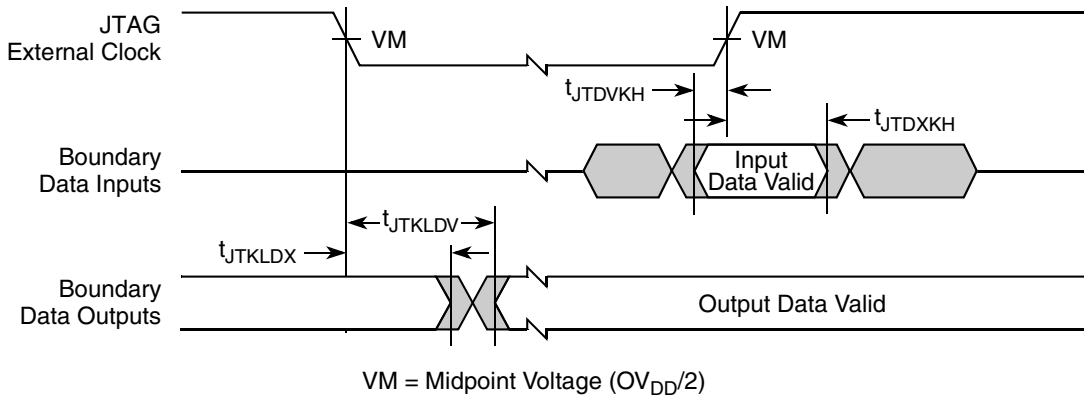 JTAG
External Clock
VM
VM
tJTDVKH
tJTDXKH
Boundary
Data Inputs
Input
Data Valid
tJTKLDV
tJTKLDX
Boundary
Data Outputs
Output Data Valid
VM = Midpoint Voltage (OVDD/2)